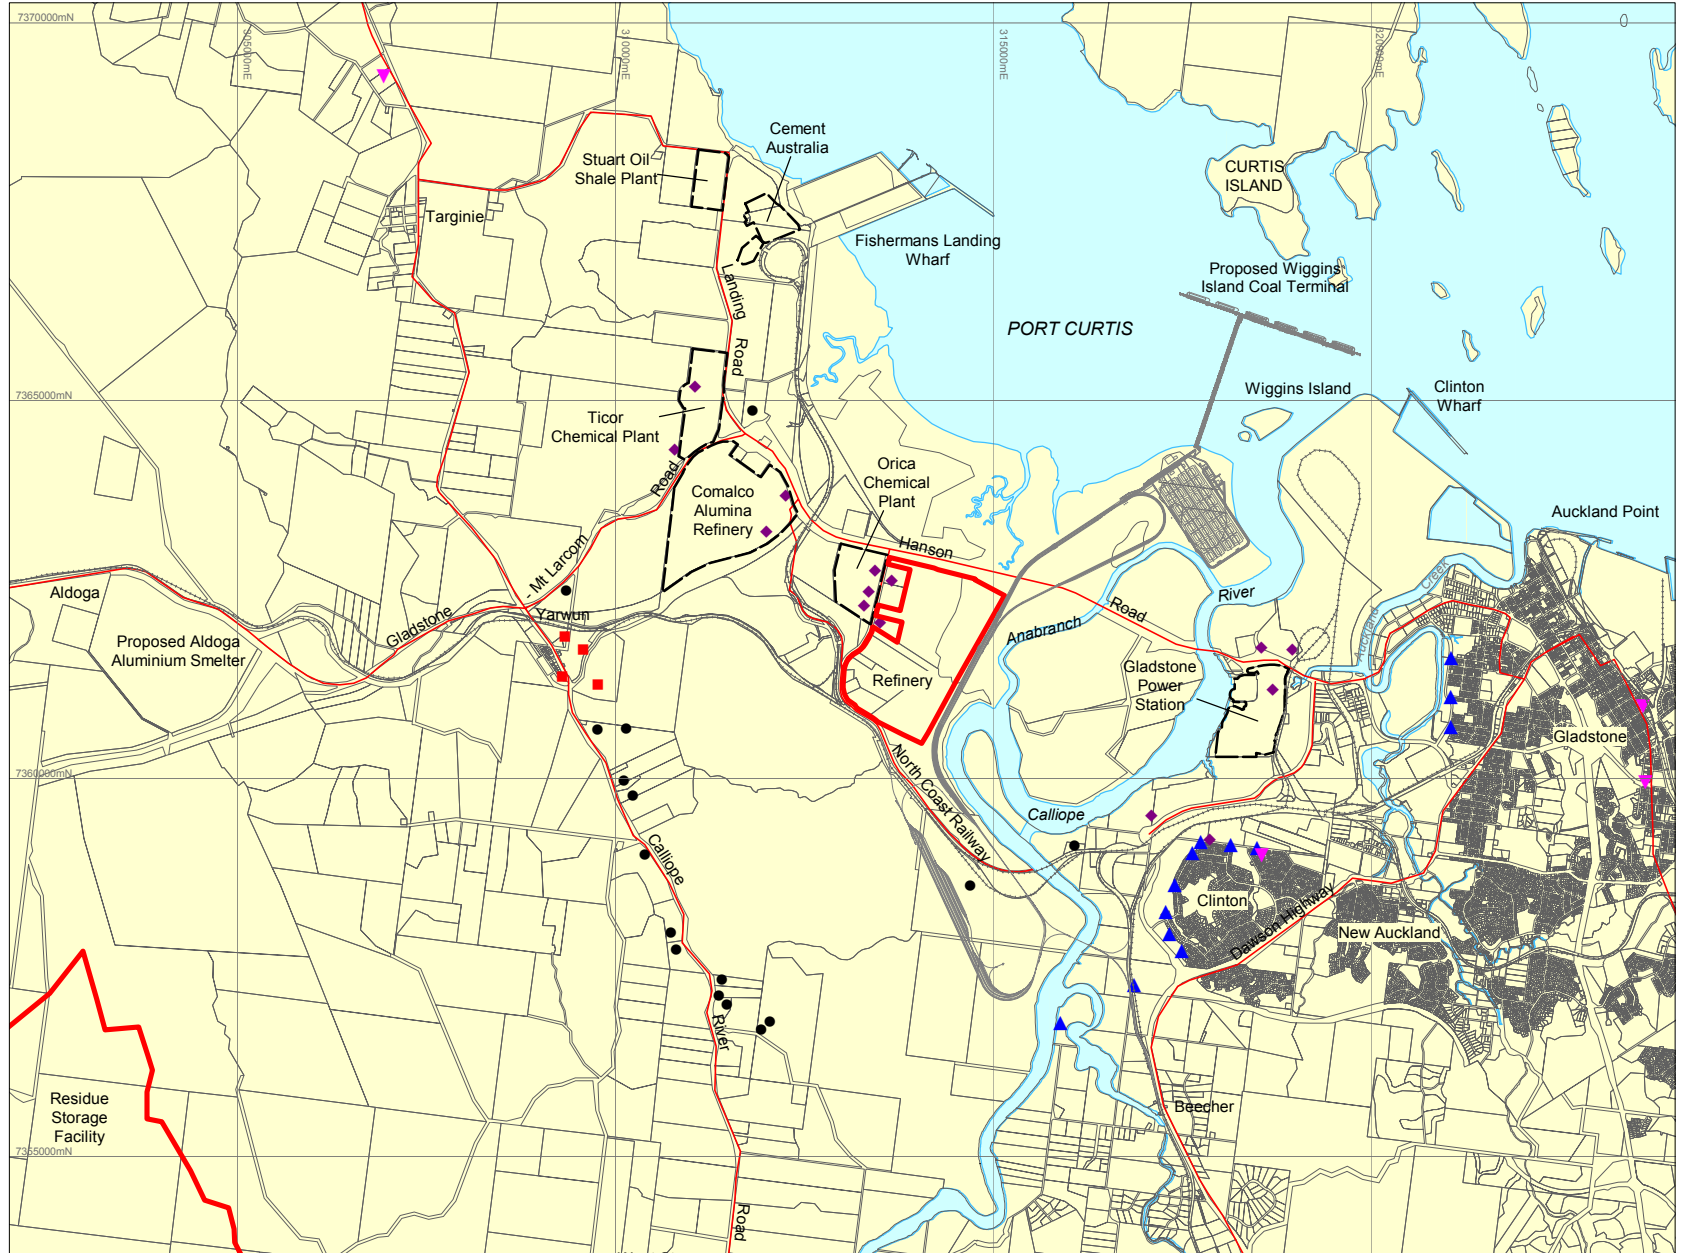 7370000mN
305000mE
310000mE
315000mE
320000mE
Cement
Australia
Stuart Oil
Shale Plant
CURTIS
ISLAND
Targinie
Fishermans Landing
Wharf
Proposed Wiggins
Island Coal Terminal
Landing
Road
PORT CURTIS
7365000mN
Wiggins Island
Clinton
Wharf
Ticor
Chemical Plant
Orica
Chemical
Plant
Road
Comalco
Alumina
Refinery
Auckland Point
Hanson
Road
- Mt Larcom
Aldoga
Gladstone
Yarwun
River
Auckland
Creek
Anabranch
Proposed Aldoga
Aluminium Smelter
Refinery
Gladstone
Power
Station
Gladstone
7360000mN
North Coast Railway
Calliope
Calliope
Clinton
Dawson Highway
New Auckland
River
Residue
Storage
Facility
Beecher
7355000mN
Road